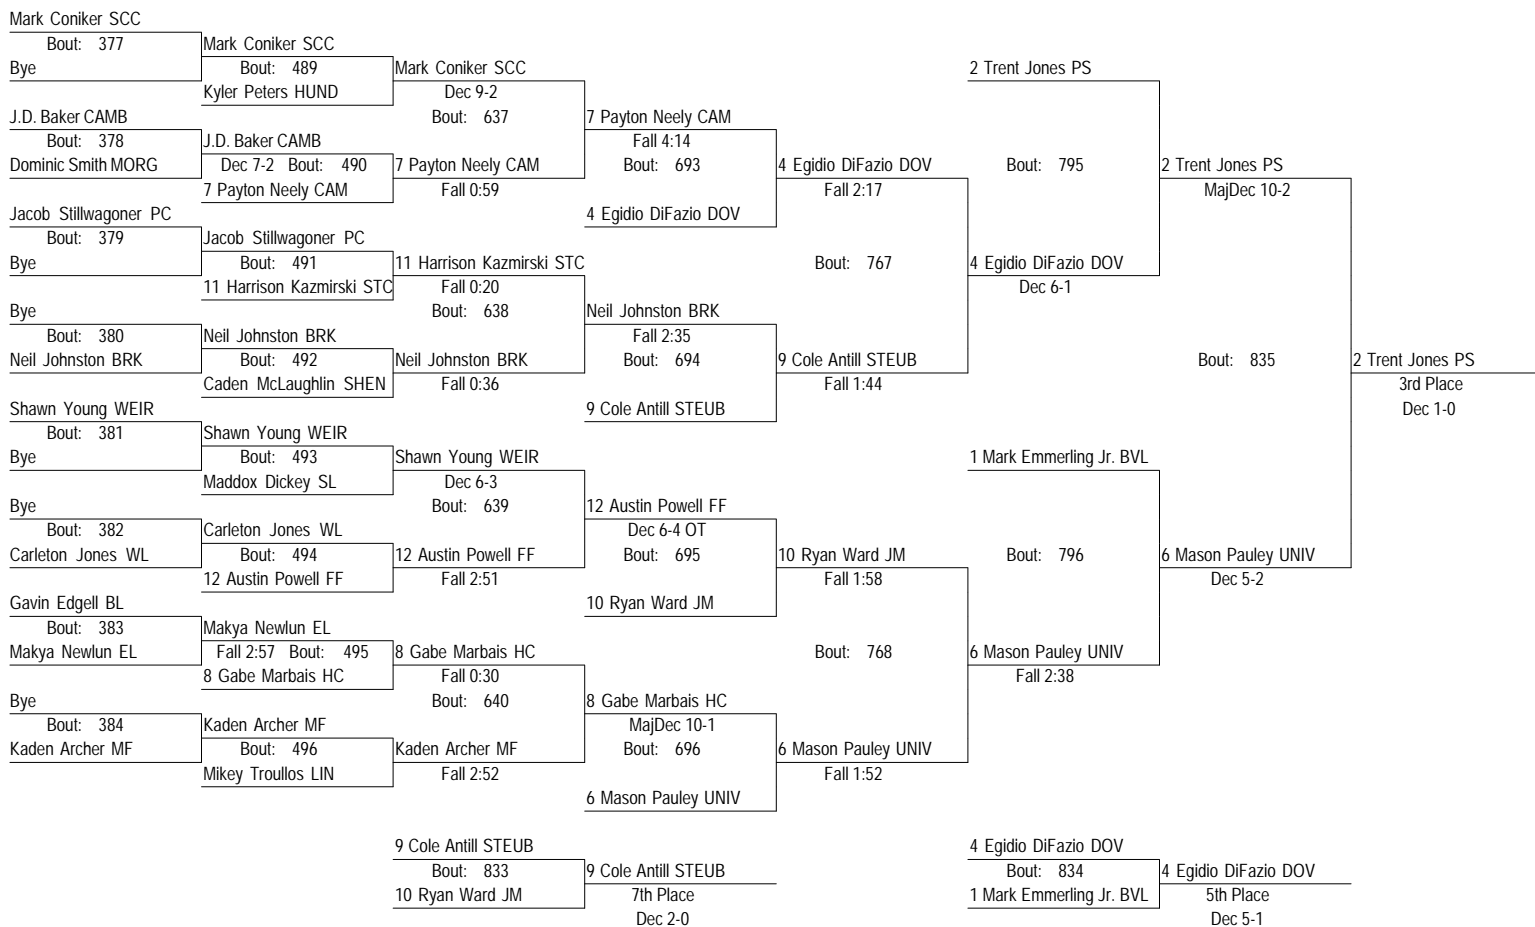 Mark Coniker SCC
Bout: 377
Mark Coniker SCC
Bye
Bout: 489
Mark Coniker SCC
2 Trent Jones PS
Kyler Peters HUND
Dec 9-2
J.D. Baker CAMB
Bout: 637
7 Payton Neely CAM
Bout: 378
J.D. Baker CAMB
Fall 4:14
Dominic Smith MORG
Dec 7-2 Bout: 490
7 Payton Neely CAM
Bout: 693
4 Egidio DiFazio DOV
Bout: 795
2 Trent Jones PS
7 Payton Neely CAM
Fall 0:59
Fall 2:17
MajDec 10-2
Jacob Stillwagoner PC
4 Egidio DiFazio DOV
Bout: 379
Jacob Stillwagoner PC
Bye
Bout: 491
11 Harrison Kazmirski STC
Bout: 767
4 Egidio DiFazio DOV
11 Harrison Kazmirski STC
Fall 0:20
Dec 6-1
Bye
Bout: 638
Neil Johnston BRK
Bout: 380
Neil Johnston BRK
Fall 2:35
Neil Johnston BRK
Bout: 492
Neil Johnston BRK
Bout: 694
9 Cole Antill STEUB
Bout: 835
2 Trent Jones PS
Caden McLaughlin SHEN
Fall 0:36
Fall 1:44
3rd Place
Shawn Young WEIR
9 Cole Antill STEUB
Dec 1-0
Bout: 381
Shawn Young WEIR
Bye
Bout: 493
Shawn Young WEIR
1 Mark Emmerling Jr. BVL
Maddox Dickey SL
Dec 6-3
Bye
Bout: 639
12 Austin Powell FF
Bout: 382
Carleton Jones WL
Dec 6-4 OT
Carleton Jones WL
Bout: 494
12 Austin Powell FF
Bout: 695
10 Ryan Ward JM
Bout: 796
6 Mason Pauley UNIV
12 Austin Powell FF
Fall 2:51
Fall 1:58
Dec 5-2
Gavin Edgell BL
10 Ryan Ward JM
Bout: 383
Makya Newlun EL
Makya Newlun EL
Fall 2:57 Bout: 495
8 Gabe Marbais HC
Bout: 768
6 Mason Pauley UNIV
8 Gabe Marbais HC
Fall 0:30
Fall 2:38
Bye
Bout: 640
8 Gabe Marbais HC
Bout: 384
Kaden Archer MF
MajDec 10-1
Kaden Archer MF
Bout: 496
Kaden Archer MF
Bout: 696
6 Mason Pauley UNIV
Mikey Troullos LIN
Fall 2:52
Fall 1:52
6 Mason Pauley UNIV
9 Cole Antill STEUB
4 Egidio DiFazio DOV
Bout: 833
9 Cole Antill STEUB
Bout: 834
4 Egidio DiFazio DOV
10 Ryan Ward JM
7th Place
1 Mark Emmerling Jr. BVL
5th Place
Dec 2-0
Dec 5-1